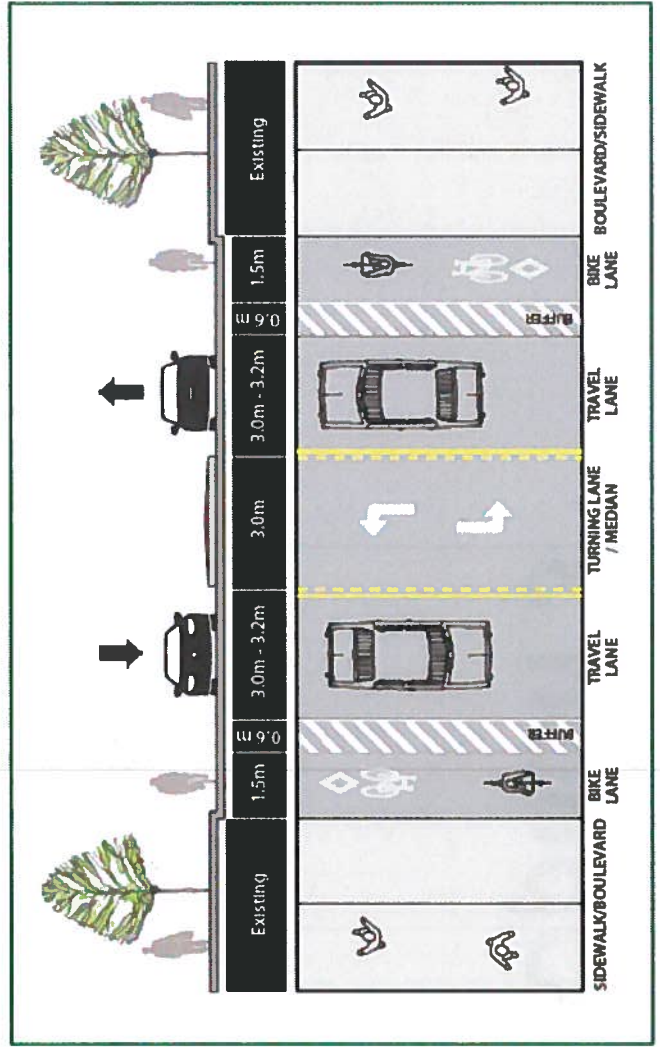 Existing
1.5m
0.6 m
3.0m - 3.2m
3.0m
3.0m - 3.2m
0.6 m
1.5m
Existing
BUFFER
BUFFER
SIDEWALK/BOULEVARD
BIKE
LANE
TRAVEL
LANE
TURNING LANE
/ MEDIAN
TRAVEL
LANE
BIKE
LANE
BOULEVARD/SIDEWALK